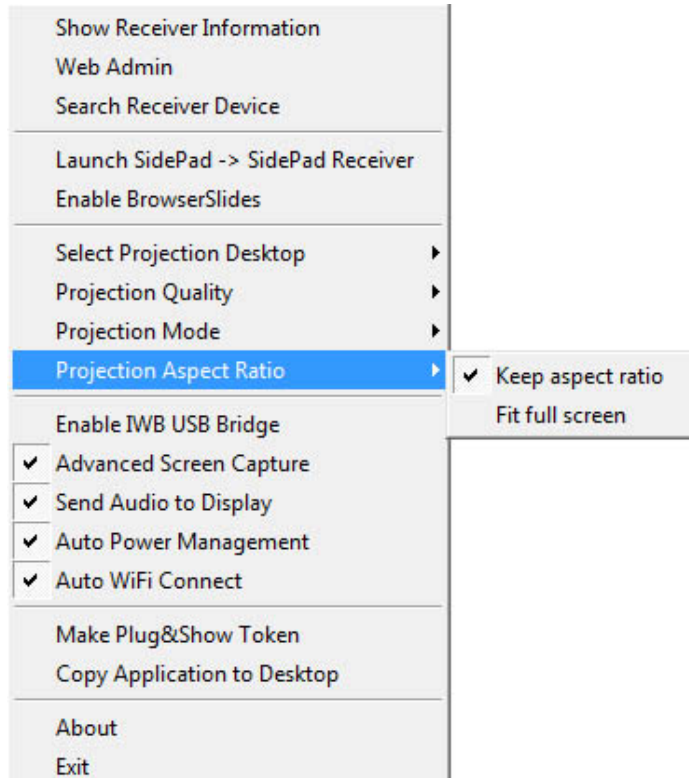 Show Receiver Information
Web Admin
Search Receiver Device
Launch SidePad -> SidePad Receiver
Enable BrowserSlides
Select Projection Desktop
Projection Quality
Projection Mode
Projection Aspect Ratio
Keep aspect ratio
Fit full screen
Enable IWB USB Bridge
Advanced Screen Capture
Send Audio to Display
Auto Power Management
Auto WiFi Connect
Make Plug&Show Token
Copy Application to Desktop
About
Exit